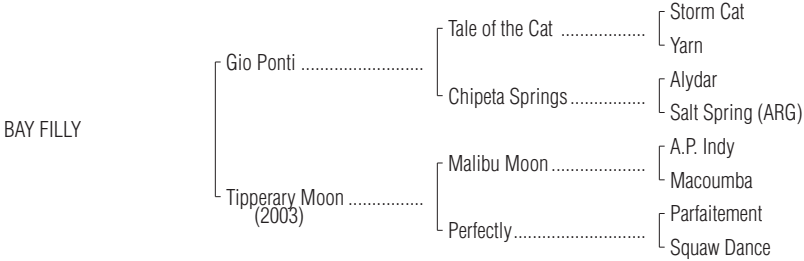 Storm Cat
Tale of the Cat ..................
Yarn
Gio Ponti ..........................
Alydar
Chipeta Springs................
Salt Spring (ARG)
BAY FILLY
A.P. Indy
Malibu Moon....................
Macoumba
Tipperary Moon ................
(2003)
Parfaitement
Perfectly............................
Squaw Dance